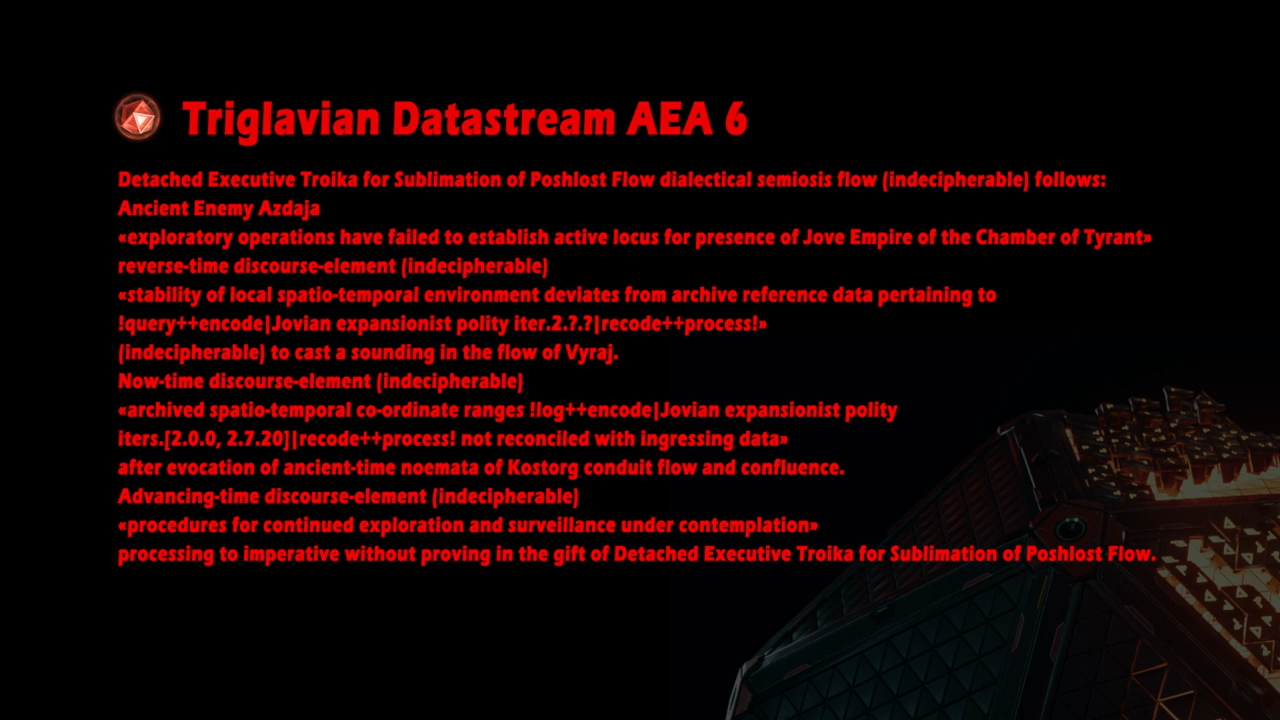 Triglavian Datastream AEA 6
Detached Executive Troika for Sublimation of Poshlost Flow dialectical semiosis flow (indecipherable) follows:
Ancient Enemy Azdaja
«exploratory operations have failed to establish active locus for presence of Jove Empire of the Chamber of Tyrant»
reverse-time discourse-element (indecipherable)
«stability of local spatio-temporal environment deviates from archive reference data pertaining to
!query++encode|Jovian expansionist polity iter.2.?.?|recode++process!»
(indecipherable) to cast a sounding in the flow of Vyraj.
Now-time discourse-element (indecipherable)
«archived spatio-temporal co-ordinate ranges !log++encode|Jovian expansionist polity
iters.[2.0.0, 2.7.20]|recode++process! not reconciled with ingressing data»
after evocation of ancient-time noemata of Kostorg conduit flow and confluence.
Advancing-time discourse-element (indecipherable)
«procedures for continued exploration and surveillance under contemplation»
processing to imperative without proving in the gift of Detached Executive Troika for Sublimation of Poshlost Flow.